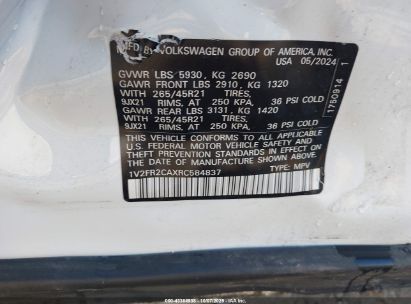 MFD BY VOLKSWAGEN GROUP OF AMERICA, INC.
USA 05/2024
GVWR LBS 5930, KG 2690
GAWR FRONT LBS 2910, KG 1320
WITH 265/45R21 TIRES,
9JX21 RIMS, AT 250 KPA, 36 PSI COLD
GAWR REAR LBS 3131, KG 1420
WITH 265/45R21 TIRES,
9JX21 RIMS, AT 250 KPA, 36 PSI COLD
THIS VEHICLE CONFORMS TO ALL APPLICABLE
U.S. FEDERAL MOTOR VEHICLE SAFETY AND
THEFT PREVENTION STANDARDS IN EFFECT ON
THE DATE OF MANUFACTURE SHOWN ABOVE.
1V2FR2CAXRC584837 TYPE: MPV
1750914 1